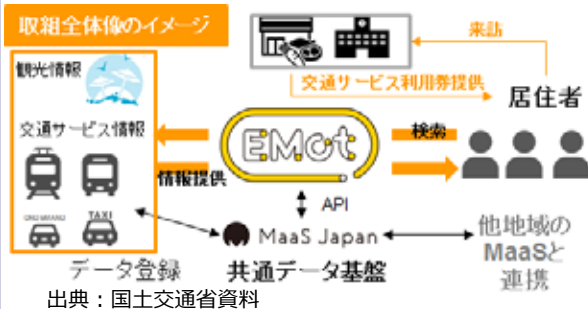 取組全体像のイメージ
観光情報
交通サービス情報
TAXI
データ登録
情報提供
EMot
検索
API
MaaS Japan
共通データ基盤
来訪
交通サービス利用券提供
居住者
他地域の
MaaSと
連携
出典：国土交通省資料